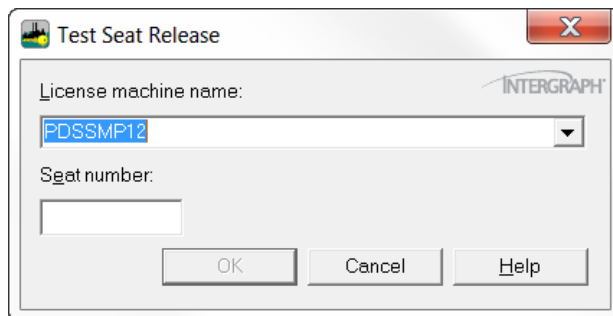 Test Seat Release
INTERGRAPH
License machine name:
PDSSMP12
Seat number:
OK Cancel Help